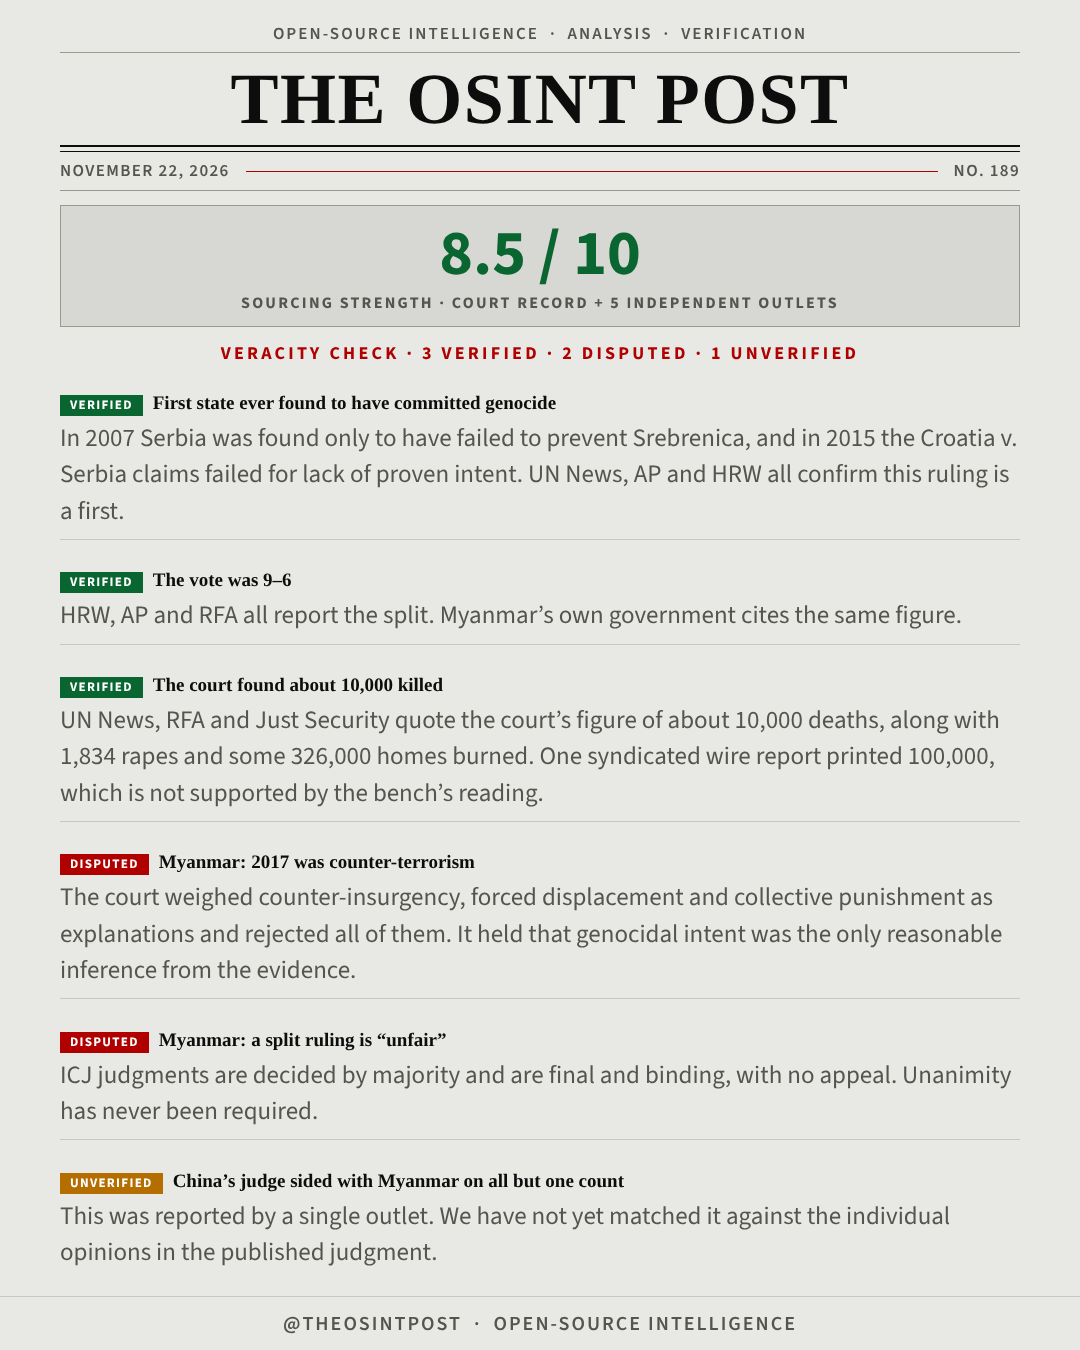 OPEN-SOURCE INTELLIGENCE · ANALYSIS · VERIFICATION
THE OSINT POST
NOVEMBER 22, 2026 NO. 189
8.5 / 10
SOURCING STRENGTH · COURT RECORD + 5 INDEPENDENT OUTLETS
VERACITY CHECK · 3 VERIFIED · 2 DISPUTED · 1 UNVERIFIED
VERIFIED First state ever found to have committed genocide
In 2007 Serbia was found only to have failed to prevent Srebrenica, and in 2015 the Croatia v.
Serbia claims failed for lack of proven intent. UN News, AP and HRW all confirm this ruling is
a first.
VERIFIED The vote was 9–6
HRW, AP and RFA all report the split. Myanmar’s own government cites the same figure.
VERIFIED The court found about 10,000 killed
UN News, RFA and Just Security quote the court’s figure of about 10,000 deaths, along with
1,834 rapes and some 326,000 homes burned. One syndicated wire report printed 100,000,
which is not supported by the bench’s reading.
DISPUTED Myanmar: 2017 was counter-terrorism
The court weighed counter-insurgency, forced displacement and collective punishment as
explanations and rejected all of them. It held that genocidal intent was the only reasonable
inference from the evidence.
DISPUTED Myanmar: a split ruling is “unfair”
ICJ judgments are decided by majority and are final and binding, with no appeal. Unanimity
has never been required.
UNVERIFIED China’s judge sided with Myanmar on all but one count
This was reported by a single outlet. We have not yet matched it against the individual
opinions in the published judgment.
@THEOSINTPOST · OPEN-SOURCE INTELLIGENCE